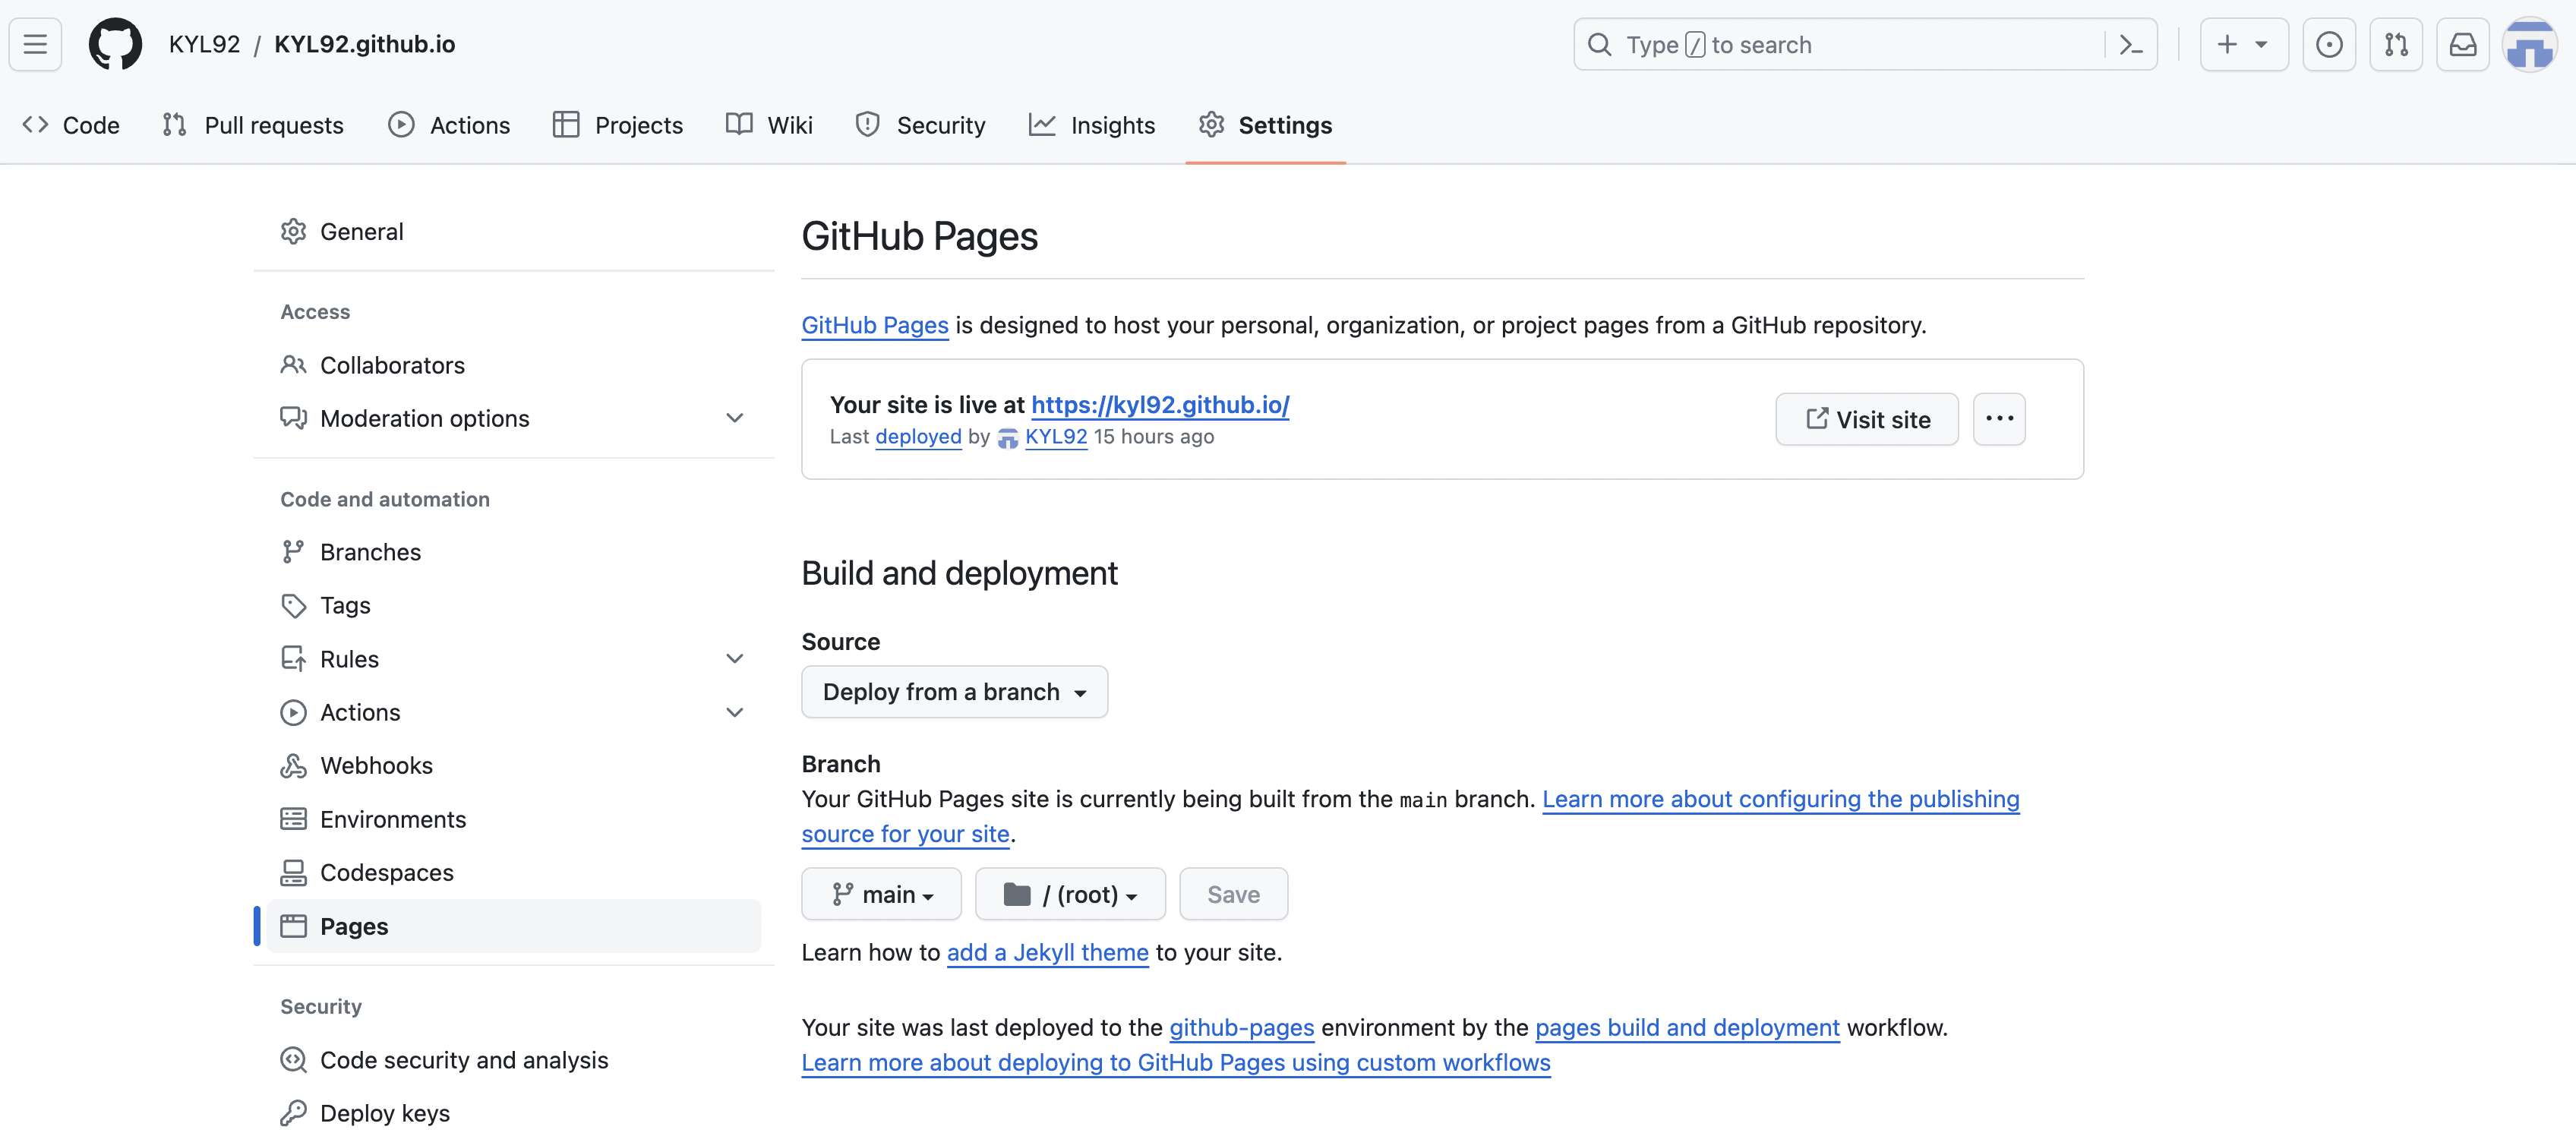 KYL92 / KYL92.github.io
Type / to search
Code
Pull requests
Actions
Projects
Wiki
Security
Insights
Settings
General
Access
Collaborators
Moderation options
Code and automation
Branches
Tags
Rules
Actions
Webhooks
Environments
Codespaces
Pages
Security
Code security and analysis
Deploy keys
GitHub Pages
GitHub Pages is designed to host your personal, organization, or project pages from a GitHub repository.
Your site is live at https://kyl92.github.io/
Last deployed by KYL92 15 hours ago
Visit site
Build and deployment
Source
Deploy from a branch
Branch
Your GitHub Pages site is currently being built from the main branch. Learn more about configuring the publishing
source for your site.
main
/ (root)
Save
Learn how to add a Jekyll theme to your site.
Your site was last deployed to the github-pages environment by the pages build and deployment workflow.
Learn more about deploying to GitHub Pages using custom workflows